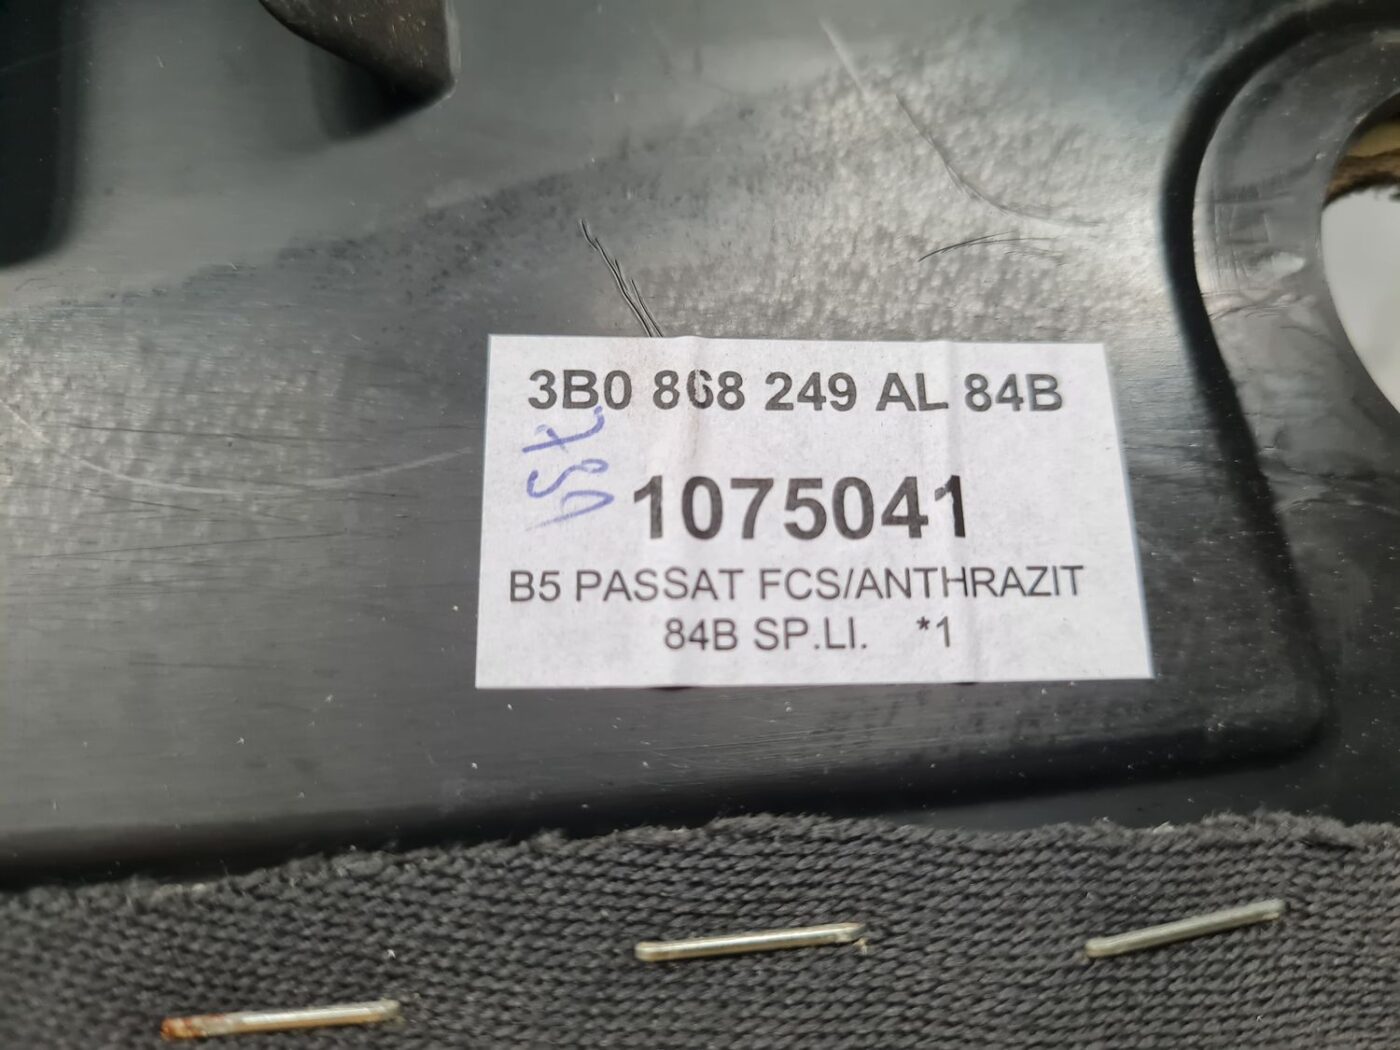 3B0 868 249 AL 84B
1075041
B5 PASSAT FCS/ANTHRAZIT
84B SP.LI. *1